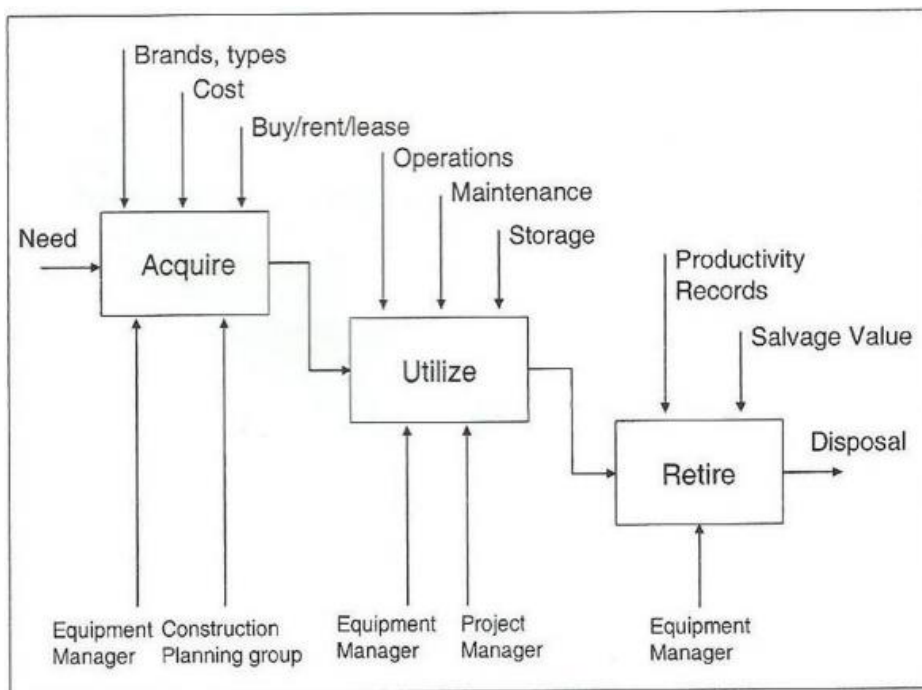 Brands, types
Cost
Buy/rent/lease
Operations
Maintenance
Storage
Need
Acquire
Productivity
Records
Salvage Value
Utilize
Disposal
Retire
Equipment
Manager
Construction
Planning group
Equipment
Manager
Project
Manager
Equipment
Manager